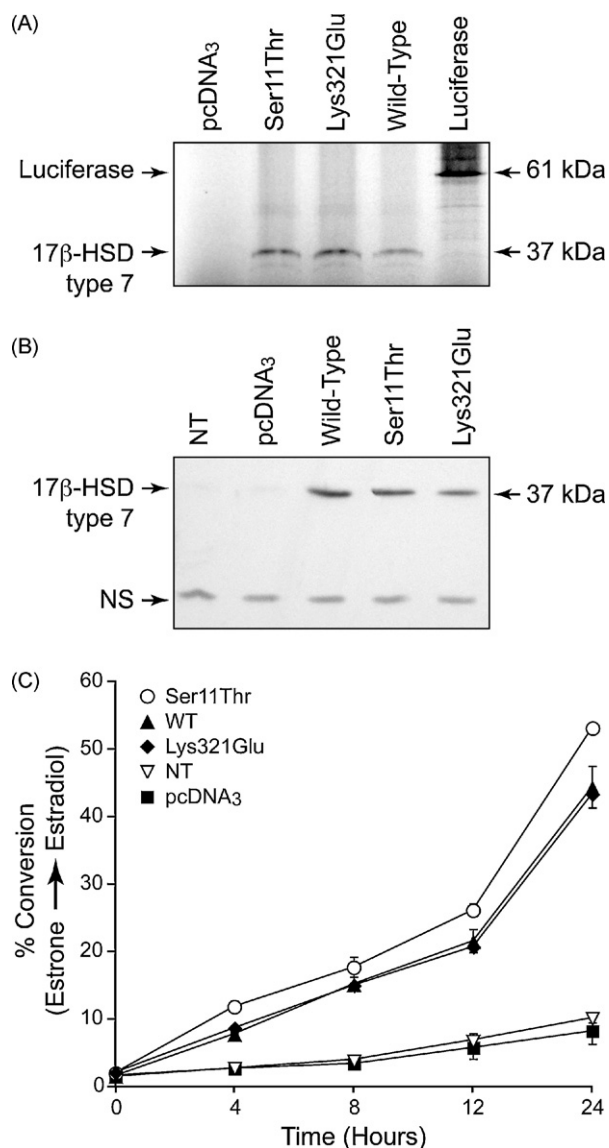 (A)
pcDNA3
Ser11Thr
Lys321Glu
Wild-Type
Luciferase
Luciferase → ← 61 kDa
17β-HSD → ← 37 kDa
type 7
(B)
NT
pcDNA3
Wild-Type
Ser11Thr
Lys321Glu
17β-HSD → ← 37 kDa
type 7
NS →
(C)
% Conversion
(Estrone → Estradiol)
60
50
40
30
20
10
0
Ser11Thr
WT
Lys321Glu
NT
pcDNA3
0 4 8 12 24
Time (Hours)